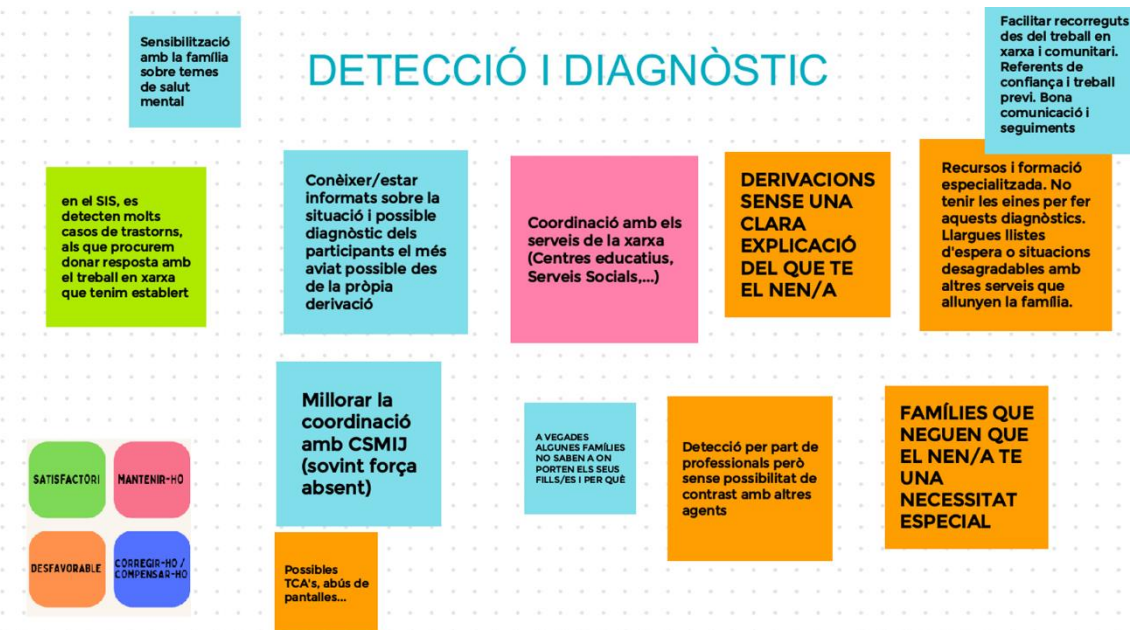 Sensibilització
amb la família
sobre temes
de salut
mental
DETECCIÓ I DIAGNÒSTIC
Facilitar recorreguts
des del treball en
xarxa i comunitari.
Referents de
confiança i treball
previ. Bona
comunicació i
seguiments
en el SIS, es
detecten molts
casos de trastorns,
als que procurem
donar resposta amb
el treball en xarxa
que tenim establert
Conèixer/estar
informats sobre la
situació i possible
diagnòstic dels
participants el més
aviat possible des
de la pròpia
derivació
Coordinació amb els
serveis de la xarxa
(Centres educatius,
Serveis Socials,...)
DERIVACIONS
SENSE UNA
CLARA
EXPLICACIÓ
DEL QUE TE
EL NEN/A
Recursos i formació
especialitzada. No
tenir les eines per fer
aquests diagnòstics.
Llargues llistes
d'espera o situacions
desagradables amb
altres serveis que
allunyen la família.
SATISFACTORI
MANTENIR-HO
DESFAVORABLE
CORREGIR-HO /
COMPENSAR-HO
Millorar la
coordinació
amb CSMIJ
(sovint força
absent)
Possibles
TCA's, abús de
pantalles...
A VEGADES
ALGUNES FAMÍLIES
NO SABEN A ON
PORTEN ELS SEUS
FILLS/ES I PER QUÈ
Detecció per part de
professionals però
sense possibilitat de
contrast amb altres
agents
FAMÍLIES QUE
NEGUEN QUE
EL NEN/A TE
UNA
NECESSITAT
ESPECIAL